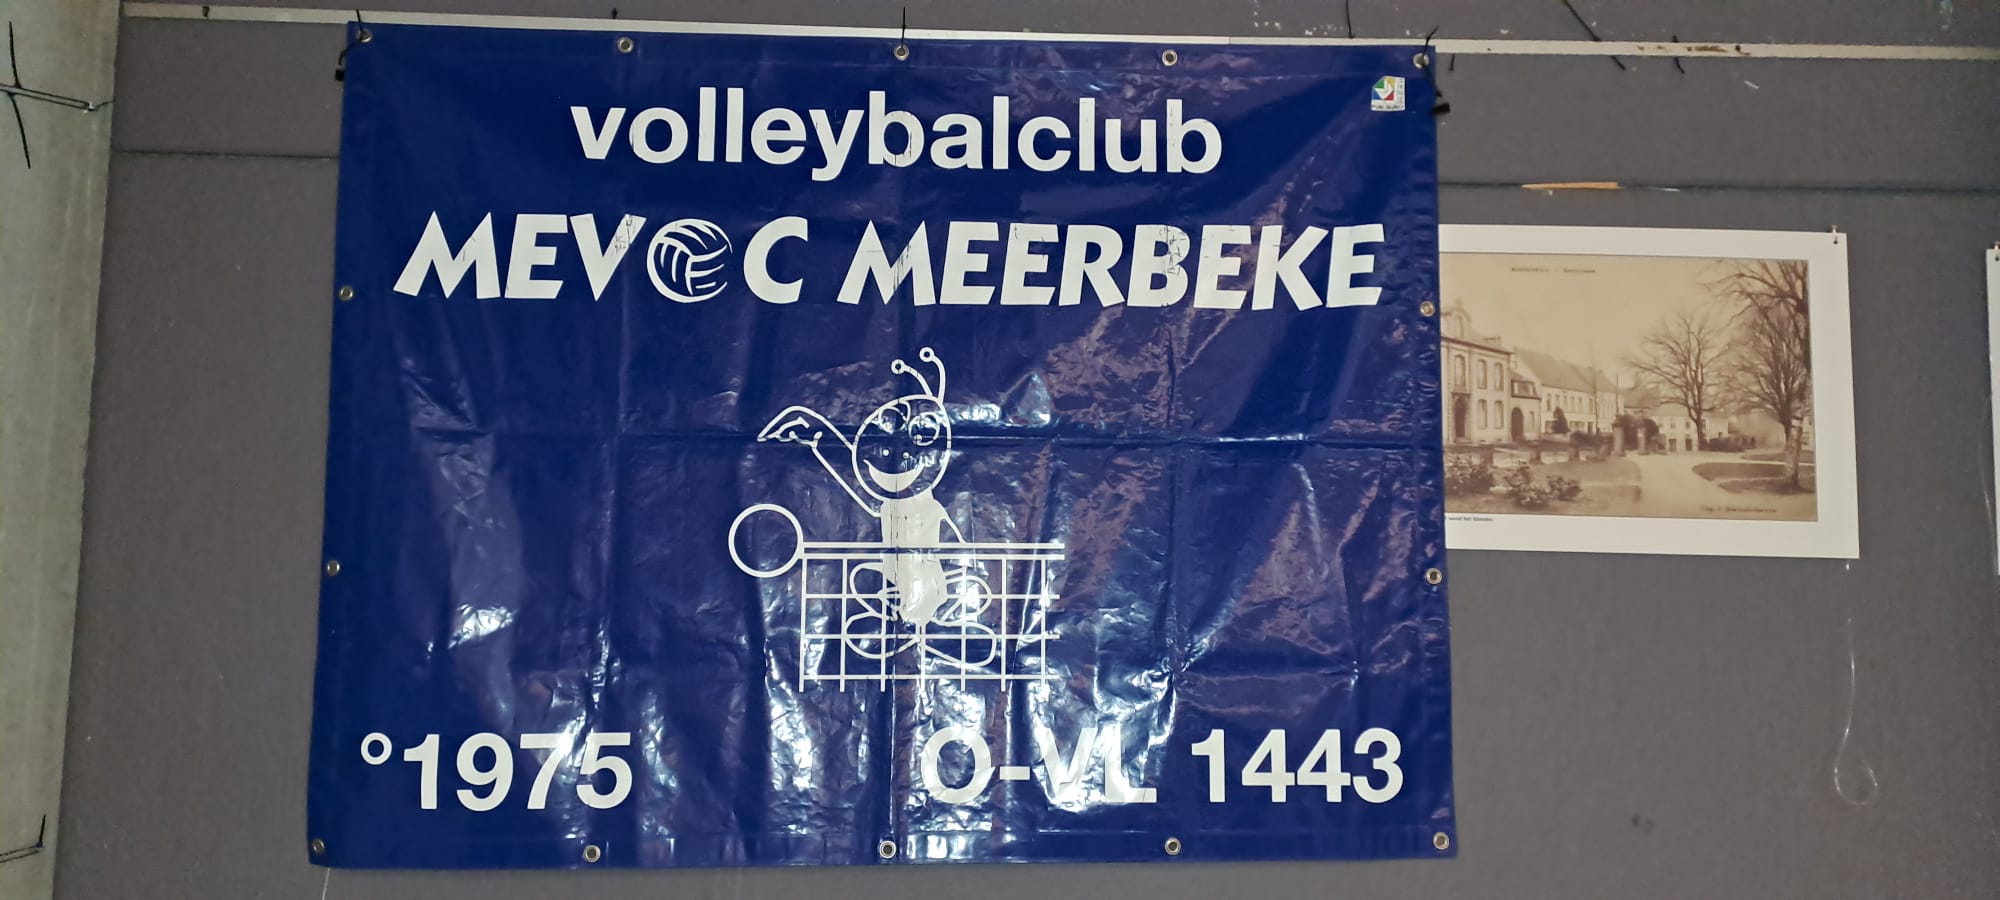 volleybalclub
MEVOC MEERBEKE
°1975
O-VL 1443